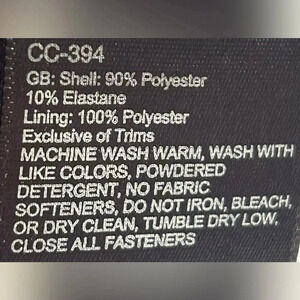 CC-394
GB: Shell: 90% Polyester
10% Elastane
Lining: 100% Polyester
Exclusive of Trims
MACHINE WASH WARM, WASH WITH
LIKE COLORS, POWDERED
DETERGENT, NO FABRIC
SOFTENERS, DO NOT IRON, BLEACH,
OR DRY CLEAN, TUMBLE DRY LOW,
CLOSE ALL FASTENERS